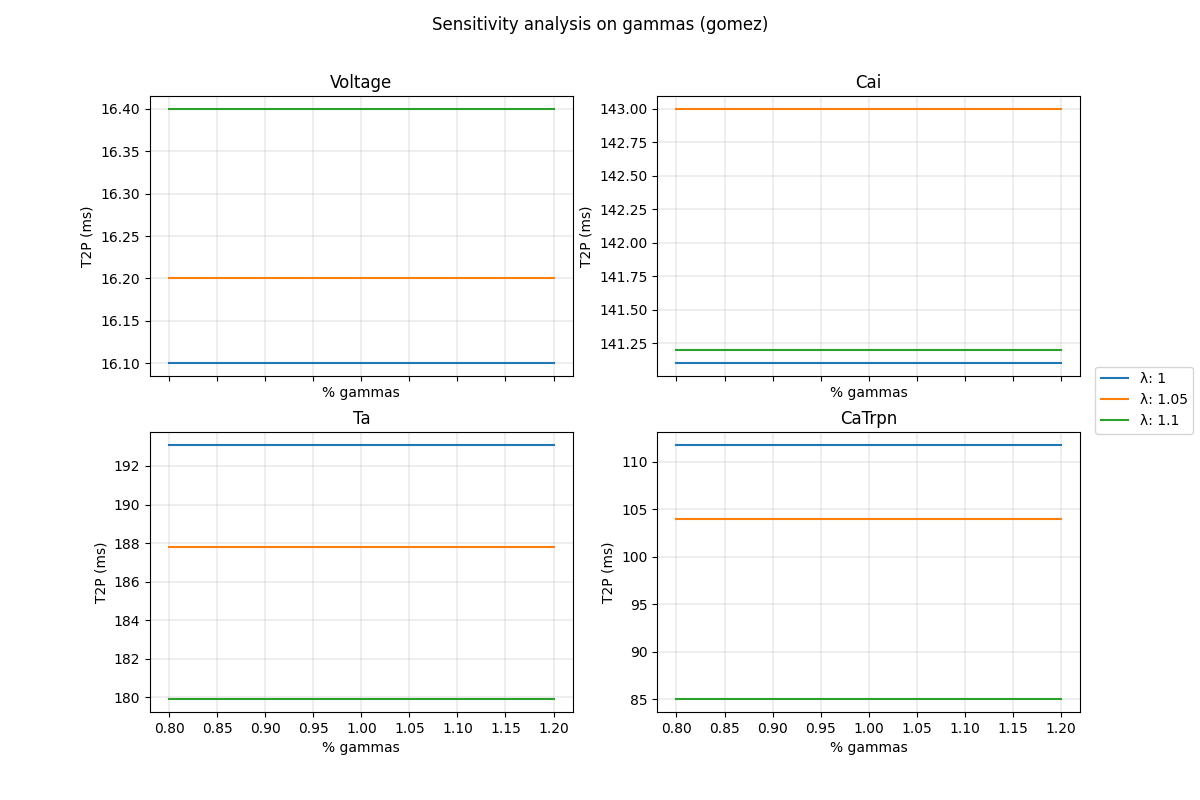 Sensitivity analysis on gammas (gomez)
Voltage
T2P (ms)
16.40
16.35
16.30
16.25
16.20
16.15
16.10
% gammas
Cai
T2P (ms)
143.00
142.75
142.50
142.25
142.00
141.75
141.50
141.25
% gammas
λ: 1
λ: 1.05
λ: 1.1
Ta
T2P (ms)
192
190
188
186
184
182
180
0.80 0.85 0.90 0.95 1.00 1.05 1.10 1.15 1.20
% gammas
CaTrpn
T2P (ms)
110
105
100
95
90
85
0.80 0.85 0.90 0.95 1.00 1.05 1.10 1.15 1.20
% gammas